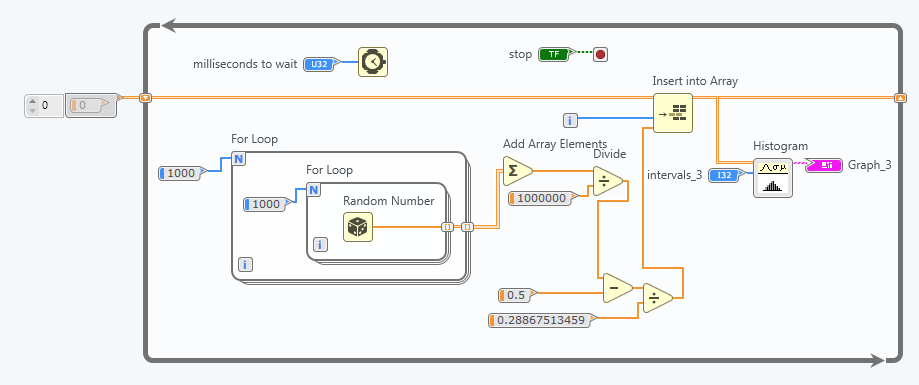 milliseconds to wait
U32
stop
TF
Insert into Array
0
0
i
For Loop
1000
N
For Loop
1000
N
Random Number
i
i
Add Array Elements
Σ
Divide
÷
1000000
Histogram
σ μ
intervals_3
I32
Graph_3
0.5
−
÷
0.28867513459